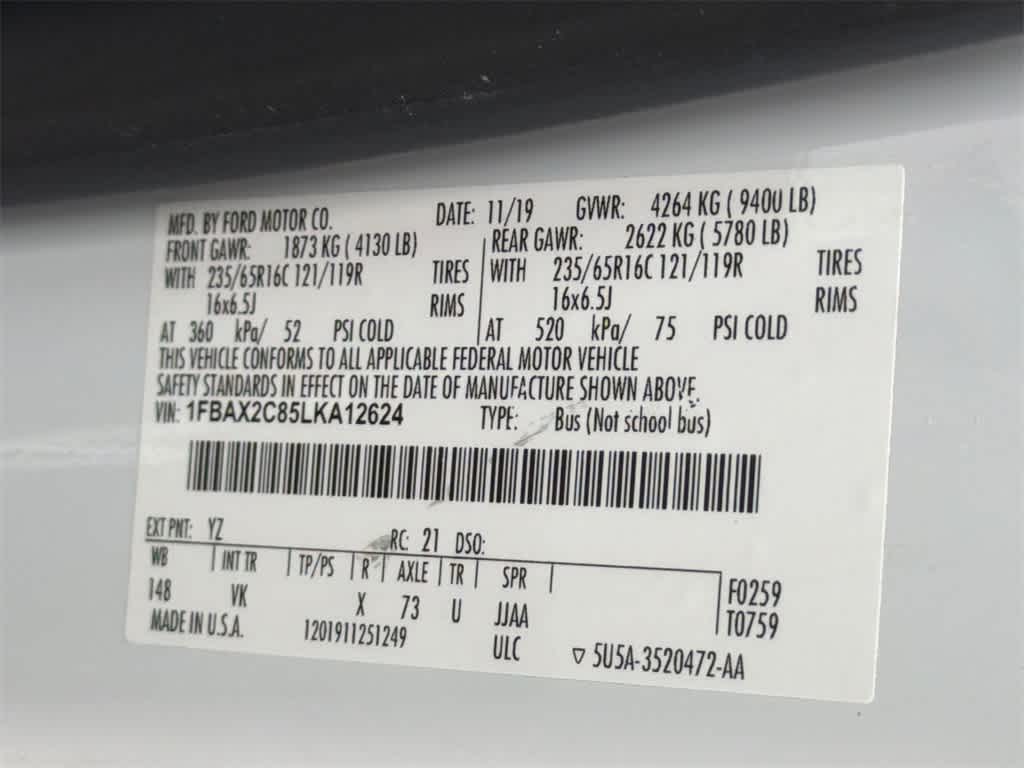 MFD. BY FORD MOTOR CO. DATE: 11/19 GVWR: 4264 KG ( 9400 LB)
FRONT GAWR: 1873 KG ( 4130 LB) REAR GAWR: 2622 KG ( 5780 LB)
WITH 235/65R16C 121/119R TIRES WITH 235/65R16C 121/119R TIRES
16x6.5J RIMS 16x6.5J RIMS
AT 360 kPa/ 52 PSI COLD AT 520 kPa/ 75 PSI COLD
THIS VEHICLE CONFORMS TO ALL APPLICABLE FEDERAL MOTOR VEHICLE
SAFETY STANDARDS IN EFFECT ON THE DATE OF MANUFACTURE SHOWN ABOVE.
VIN: 1FBAX2C85LKA12624 TYPE: Bus (Not school bus)
EXT PNT: YZ RC: 21 DSO:
WB INT TR TP/PS R AXLE TR SPR F0259
148 VK X 73 U JJAA T0759
MADE IN U.S.A. 1201911251249 ULC ▽ 5U5A-3520472-AA